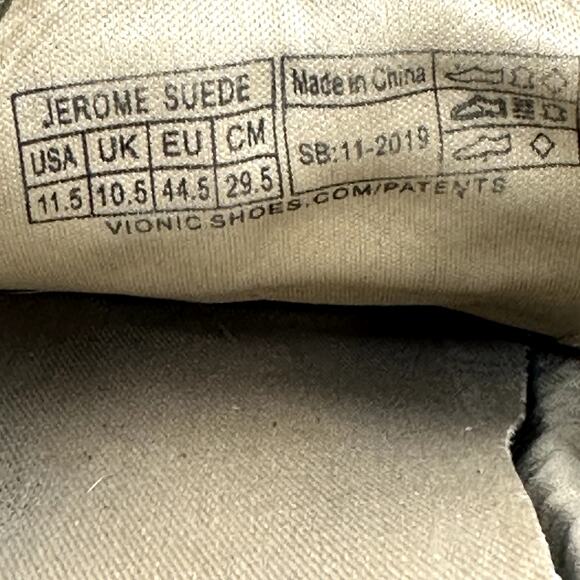 JEROME SUEDE
USA UK EU CM
11.5 10.5 44.5 29.5
Made in China
SB:11-2019
VIONICSHOES.COM/PATENTS